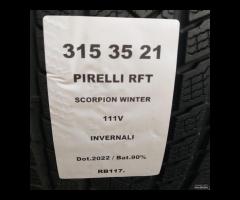 315 35 21
PIRELLI RFT
SCORPION WINTER
111V
INVERNALI
Dot.2022 / Bat.90%
RB117.